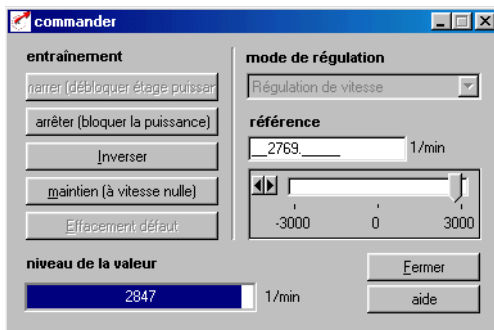 commander
entraînement
narrer (débloquer étage puissar
arrêter (bloquer la puissance)
Inverser
maintien (à vitesse nulle)
Effacement défaut
mode de régulation
Régulation de vitesse
référence
__2769.____ 1/min
-3000 0 3000
niveau de la valeur
2847 1/min
Fermer
aide